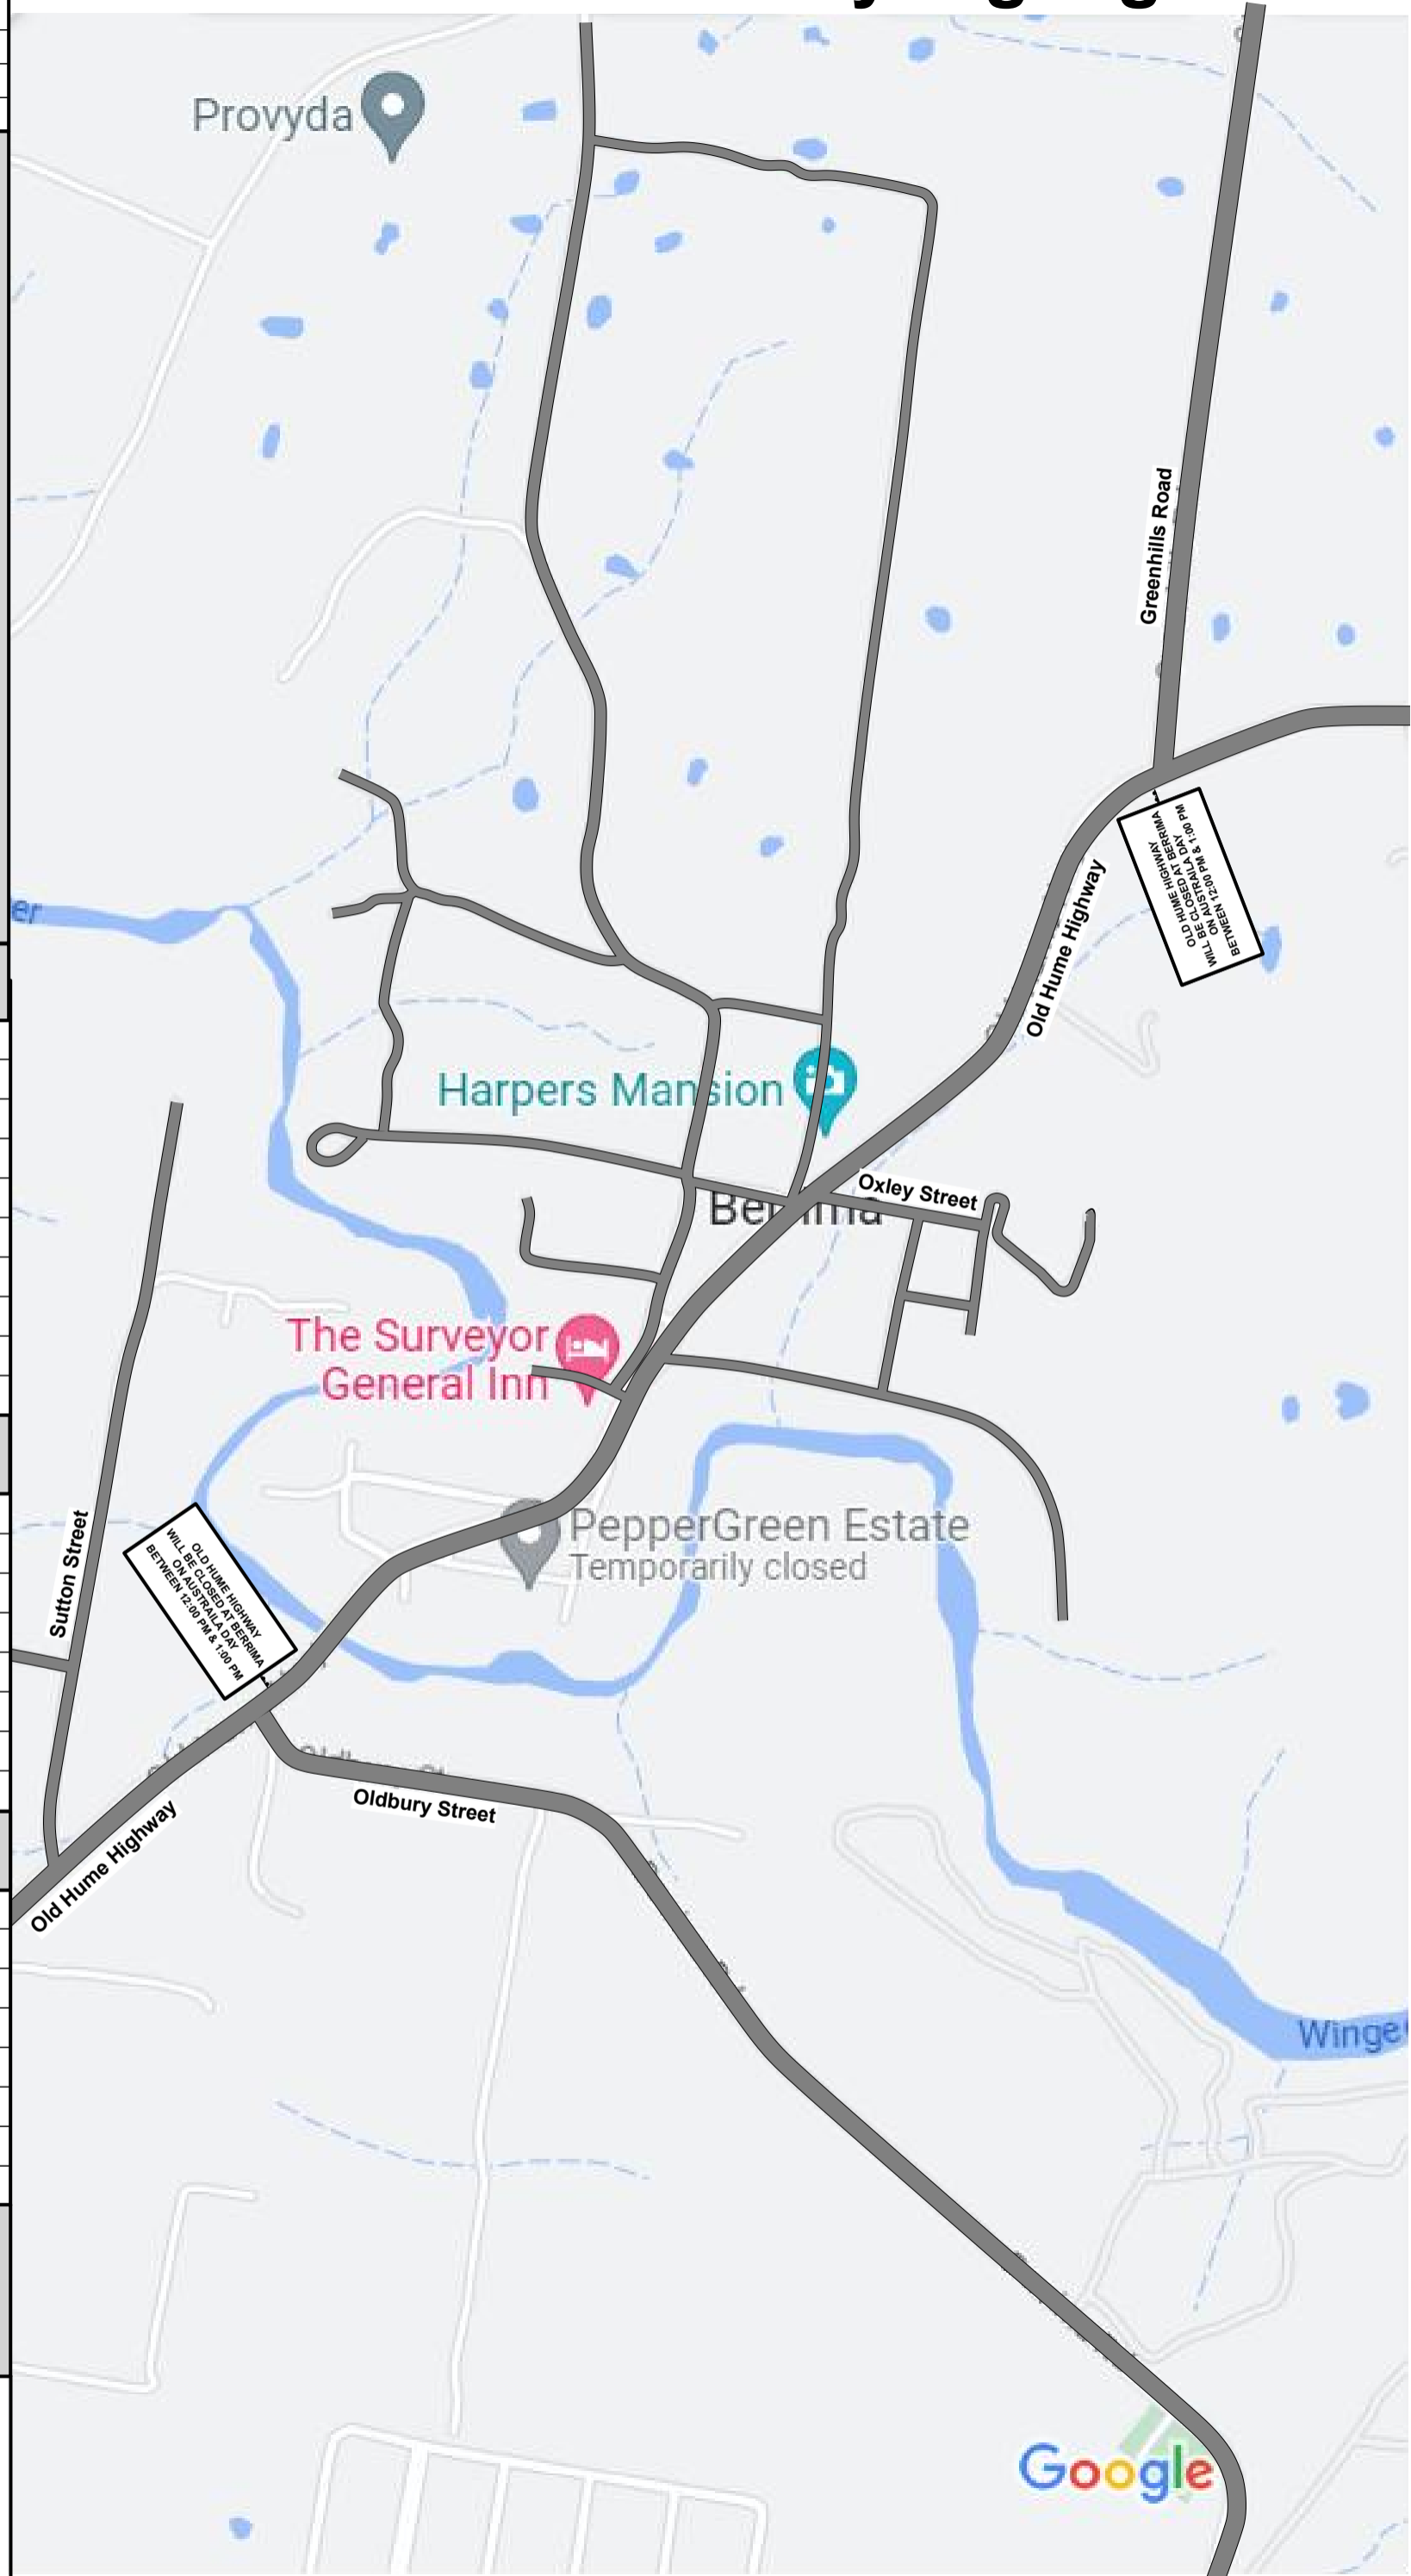 Provyda
Greenhills Road
OLD HUME HIGHWAY
WILL BE CLOSED AT BERRIMA
ON AUSTRAILA DAY
BETWEEN 12:00 PM & 1:00 PM
Old Hume Highway
er
Harpers Mansion
Oxley Street
The Surveyor
General Inn
PepperGreen Estate
Temporarily closed
Sutton Street
OLD HUME HIGHWAY
WILL BE CLOSED AT BERRIMA
ON AUSTRAILA DAY
BETWEEN 12:00 PM & 1:00 PM
Oldbury Street
Old Hume Highway
Winge
Google